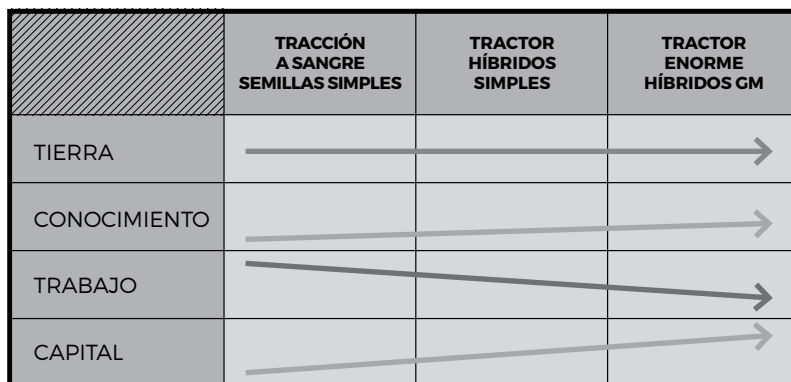 TRACCIÓN
A SANGRE
SEMILLAS SIMPLES
TRACTOR
HÍBRIDOS
SIMPLES
TRACTOR
ENORME
HÍBRIDOS GM
TIERRA
CONOCIMIENTO
TRABAJO
CAPITAL